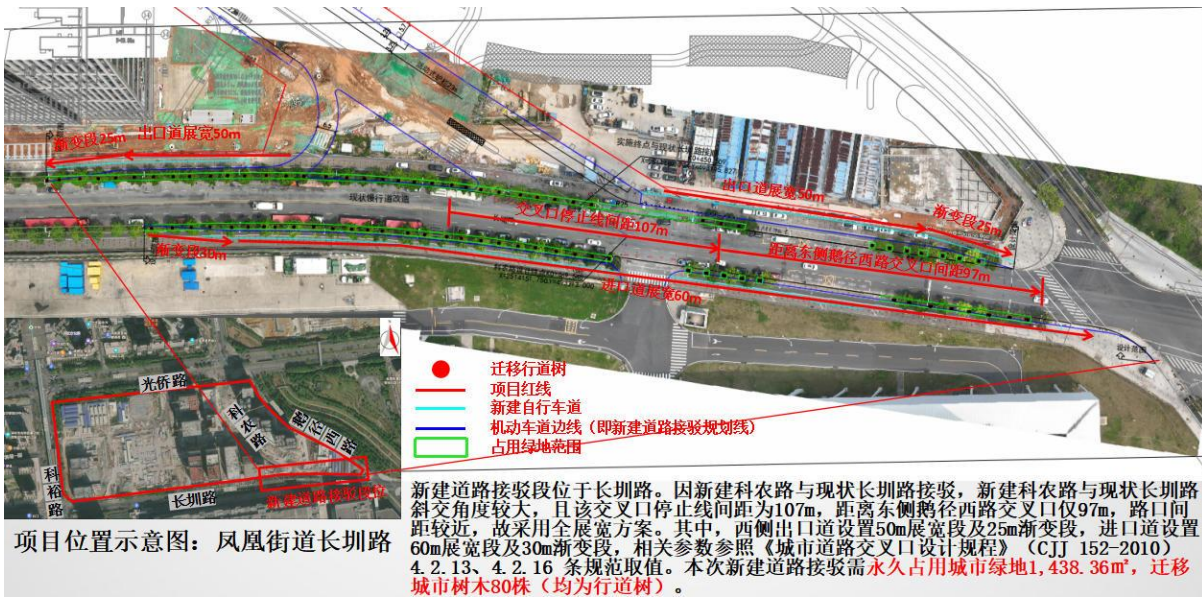 渐变段25m
出口道展宽50m
现状慢行道改造
实施终点与现状长圳路接顺
出口道展宽50m
渐变段25m
交叉口停止线间距107m
距离东侧鹅径西路交叉口间距97m
渐变段30m
进口道展宽60m
设计范围
迁移行道树
项目红线
新建自行车道
机动车道边线（即新建道路接驳规划线）
占用绿地范围
光侨路
科农路
鹅径西路
科裕路
长圳路
新建道路接驳段位
项目位置示意图：凤凰街道长圳路
新建道路接驳段位于长圳路。因新建科农路与现状长圳路接驳，新建科农路与现状长圳路
斜交角度较大，且该交叉口停止线间距为107m，距离东侧鹅径西路交叉口仅97m，路口间
距较近，故采用全展宽方案。其中，西侧出口道设置50m展宽段及25m渐变段，进口道设置
60m展宽段及30m渐变段，相关参数参照《城市道路交叉口设计规程》（CJJ 152-2010）
4.2.13、4.2.16 条规范取值。本次新建道路接驳需永久占用城市绿地1,438.36㎡，迁移
城市树木80株（均为行道树）。